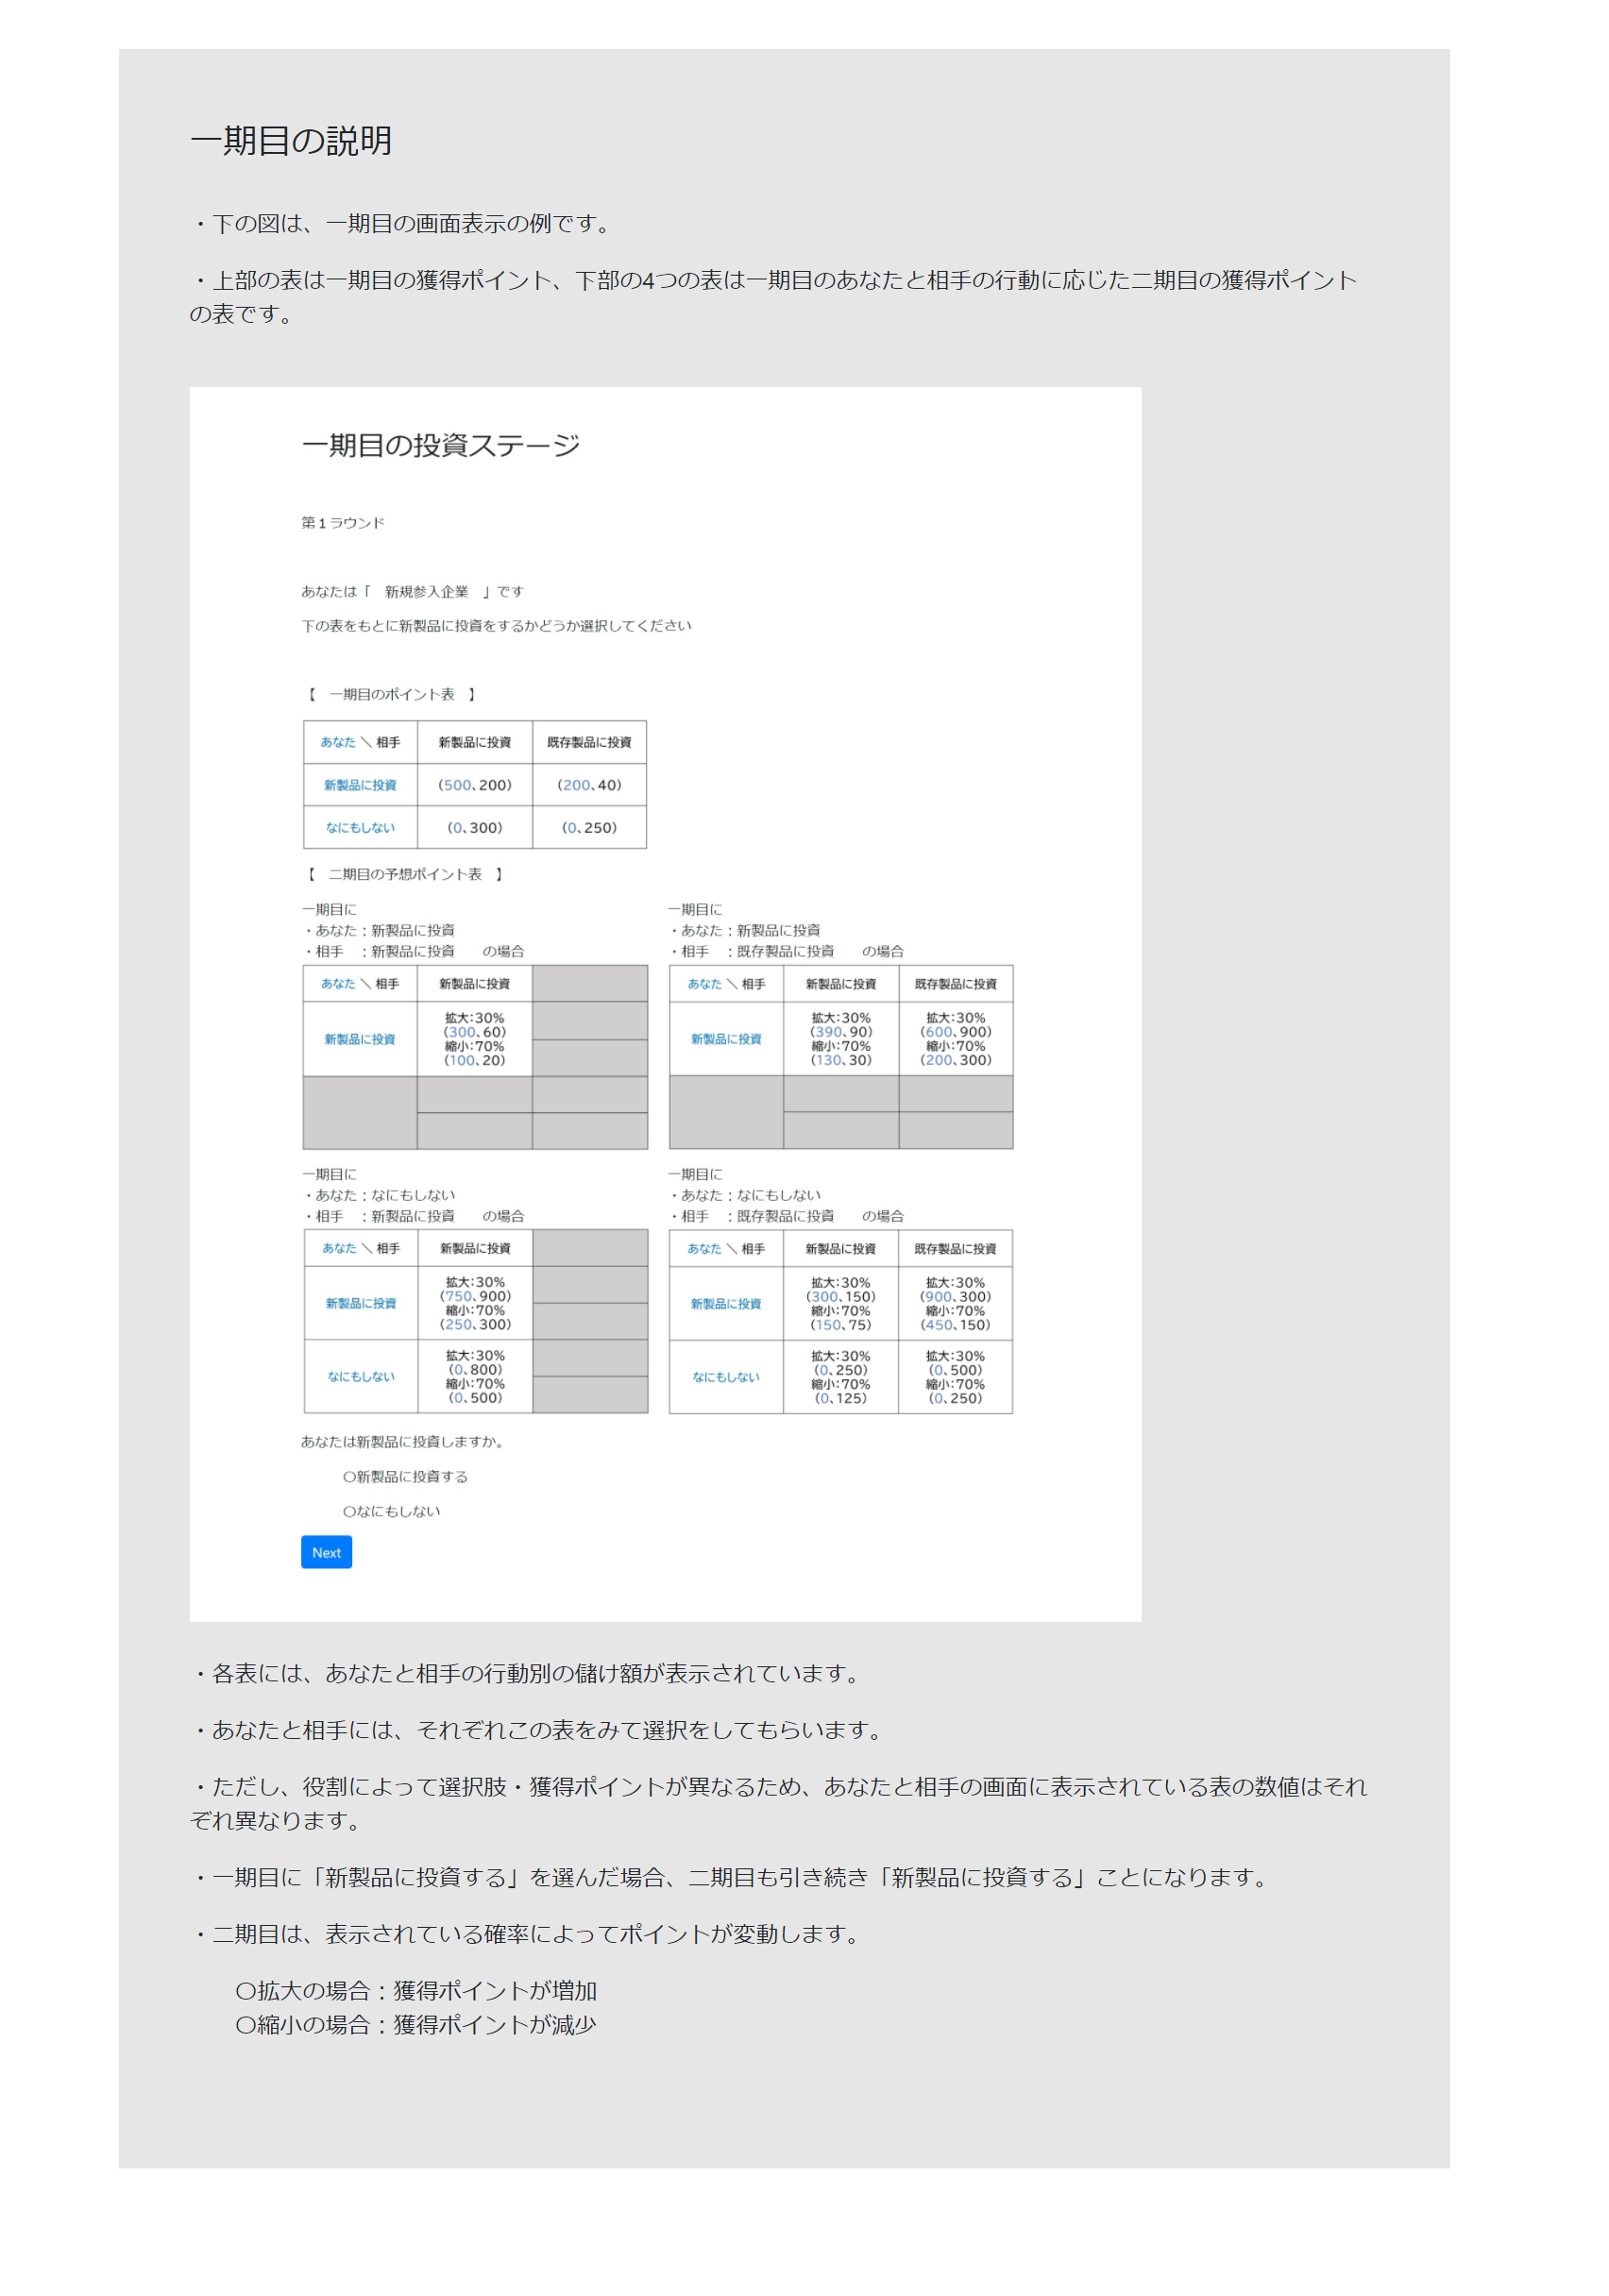 一期目の説明
・下の図は、一期目の画面表示の例です。
・上部の表は一期目の獲得ポイント、下部の4つの表は一期目のあなたと相手の行動に応じた二期目の獲得ポイント
の表です。
一期目の投資ステージ
第1ラウンド
あなたは「　新規参入企業　」です
下の表をもとに新製品に投資をするかどうか選択してください
【　一期目のポイント表　】
あなた ＼ 相手　新製品に投資　既存製品に投資
新製品に投資　（500、200）　（200、40）
なにもしない　（0、300）　（0、250）
【　二期目の予想ポイント表　】
一期目に
・あなた：新製品に投資
・相手　：新製品に投資　　の場合
あなた ＼ 相手　新製品に投資
新製品に投資
拡大：30%
（300、60）
縮小：70%
（100、20）
一期目に
・あなた：新製品に投資
・相手　：既存製品に投資　　の場合
あなた ＼ 相手　新製品に投資　既存製品に投資
新製品に投資
拡大：30%　拡大：30%
（390、90）　（600、900）
縮小：70%　縮小：70%
（130、30）　（200、300）
一期目に
・あなた：なにもしない
・相手　：新製品に投資　　の場合
あなた ＼ 相手　新製品に投資
新製品に投資
拡大：30%
（750、900）
縮小：70%
（250、300）
なにもしない
拡大：30%
（0、800）
縮小：70%
（0、500）
一期目に
・あなた：なにもしない
・相手　：既存製品に投資　　の場合
あなた ＼ 相手　新製品に投資　既存製品に投資
新製品に投資
拡大：30%　拡大：30%
（300、150）　（900、300）
縮小：70%　縮小：70%
（150、75）　（450、150）
なにもしない
拡大：30%　拡大：30%
（0、250）　（0、500）
縮小：70%　縮小：70%
（0、125）　（0、250）
あなたは新製品に投資しますか。
〇新製品に投資する
〇なにもしない
Next
・各表には、あなたと相手の行動別の儲け額が表示されています。
・あなたと相手には、それぞれこの表をみて選択をしてもらいます。
・ただし、役割によって選択肢・獲得ポイントが異なるため、あなたと相手の画面に表示されている表の数値はそれ
ぞれ異なります。
・一期目に「新製品に投資する」を選んだ場合、二期目も引き続き「新製品に投資する」ことになります。
・二期目は、表示されている確率によってポイントが変動します。
〇拡大の場合：獲得ポイントが増加
〇縮小の場合：獲得ポイントが減少